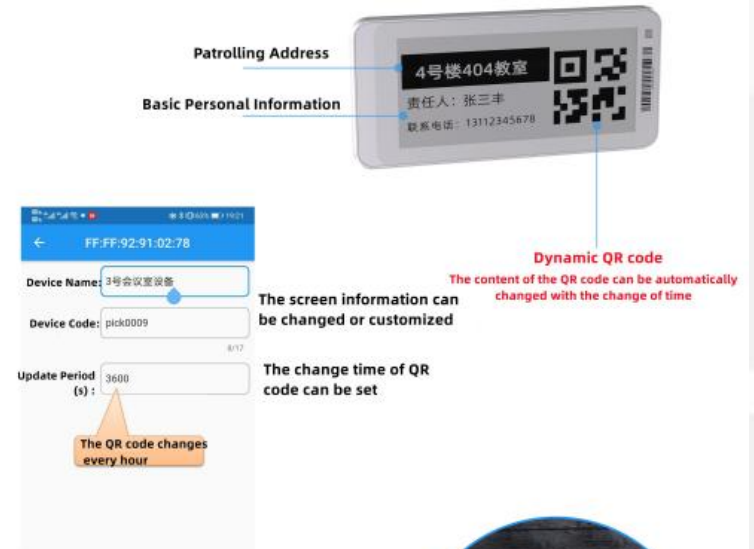 Patrolling Address
Basic Personal Information
4号楼404教室
责任人：张三丰
联系电话：13112345678
Dynamic QR code
The content of the QR code can be automatically
changed with the change of time
19:21
FF:FF:92:91:02:78
Device Name:
3号会议室设备
Device Code:
pick0009
8/17
Update Period
(s) :
3600
The QR code changes
every hour
The screen information can
be changed or customized
The change time of QR
code can be set